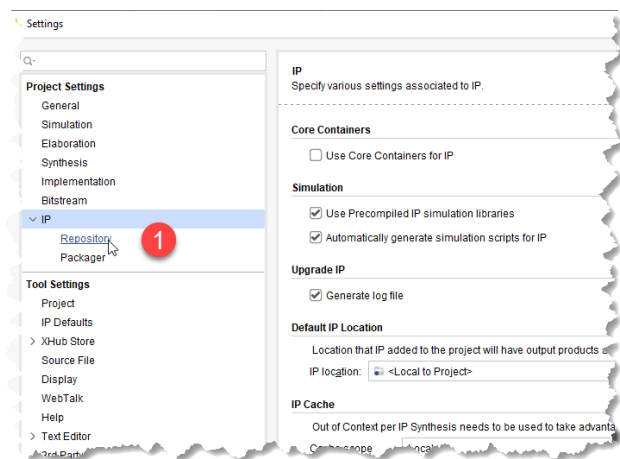 Settings
Q-
Project Settings
General
Simulation
Elaboration
Synthesis
Implementation
Bitstream
IP
Repository
Packager
1
Tool Settings
Project
IP Defaults
XHub Store
Source File
Display
WebTalk
Help
Text Editor
3rd Party
IP
Specify various settings associated to IP.
Core Containers
Use Core Containers for IP
Simulation
Use Precompiled IP simulation libraries
Automatically generate simulation scripts for IP
Upgrade IP
Generate log file
Default IP Location
Location that IP added to the project will have output products
IP location: <Local to Project>
IP Cache
Out of Context per IP Synthesis needs to be used to take advanta
Cache scope